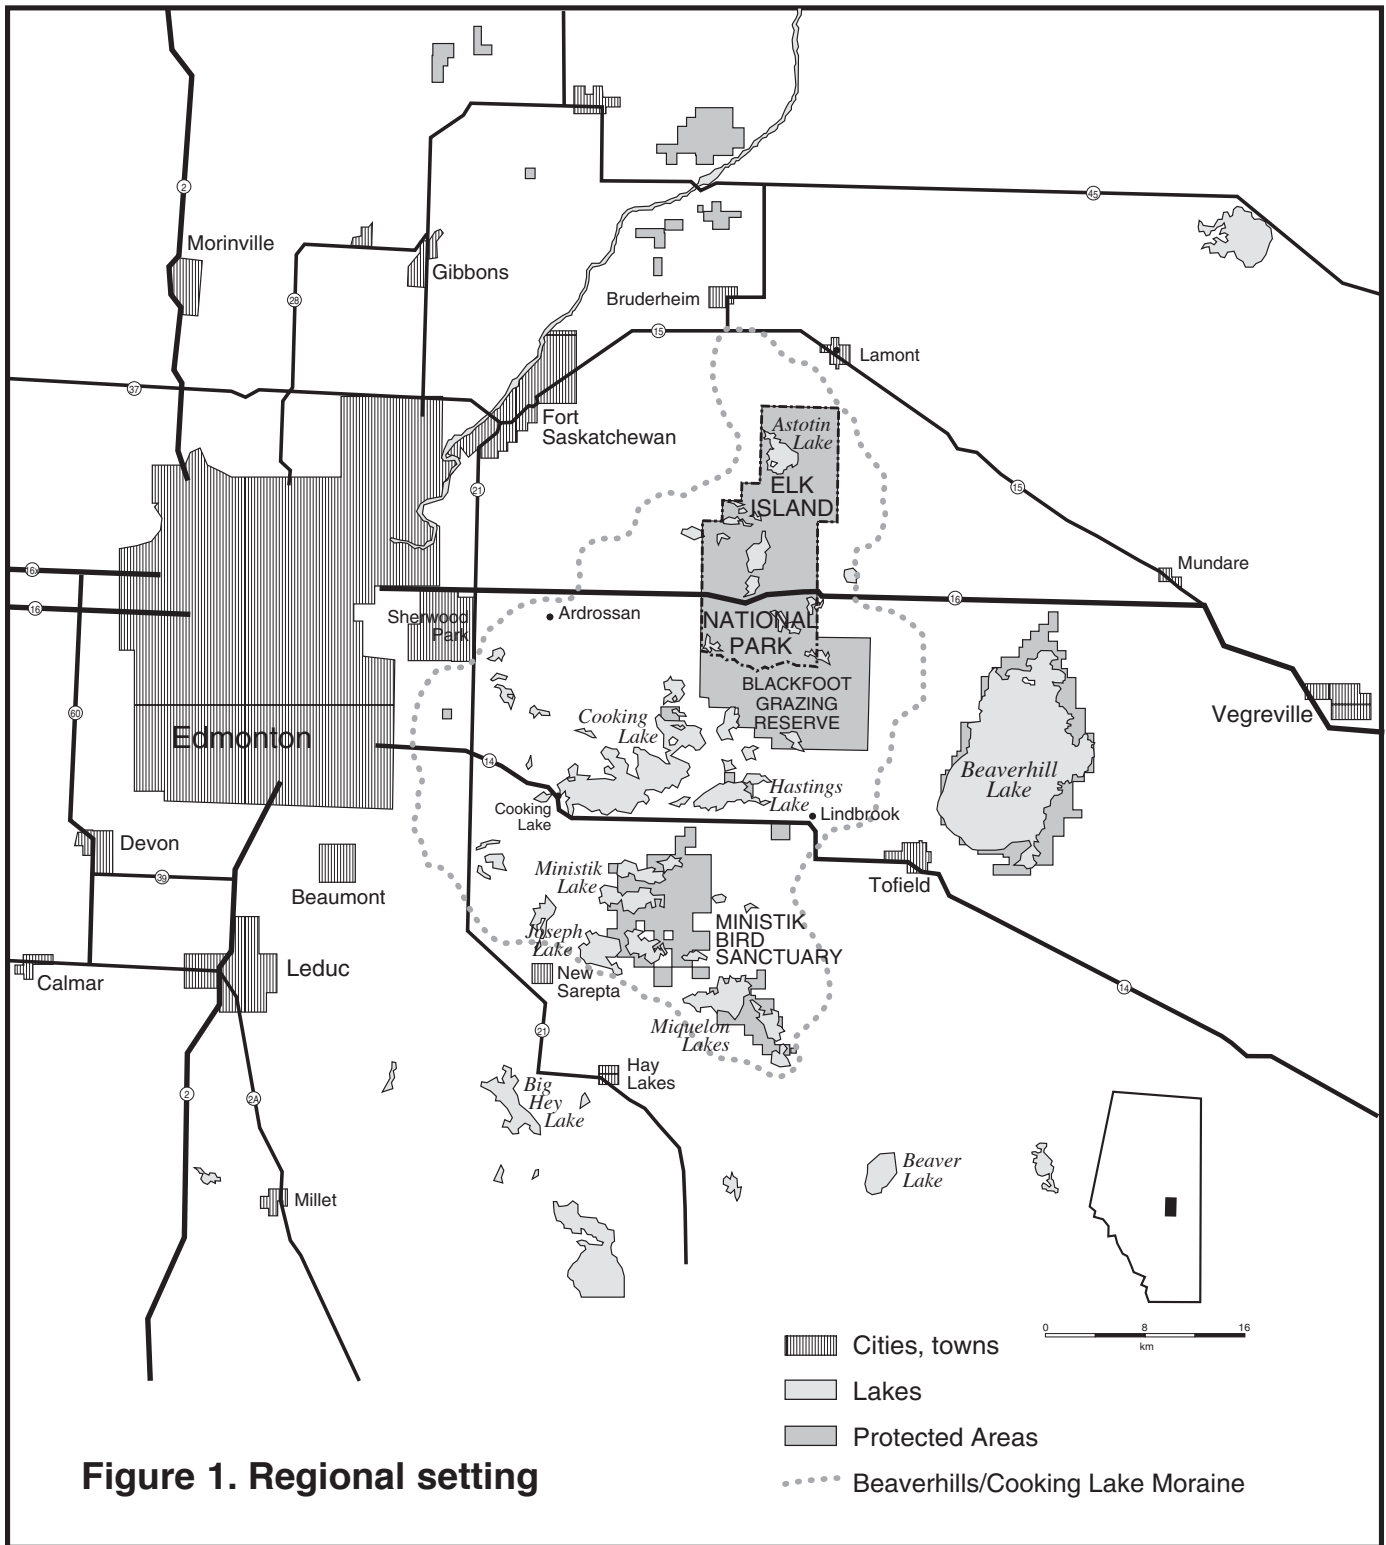 2
45
Morinville
Gibbons
28
Bruderheim
15
Lamont
37
Fort
Saskatchewan
Astotin
Lake
21
ELK
ISLAND
15
Mundare
16x
16
16
Sherwood
Park
Ardrossan
NATIONAL
PARK
BLACKFOOT
GRAZING
RESERVE
60
Vegreville
Cooking
Lake
Edmonton
14
Beaverhill
Lake
Hastings
Lake
Cooking
Lake
Lindbrook
Devon
39
Beaumont
Ministik
Lake
Tofield
MINISTIK
BIRD
SANCTUARY
Joseph
Lake
Leduc
Calmar
New
Sarepta
14
21
Miquelon
Lakes
Hay
Lakes
Big
Hey
Lake
2
2A
Beaver
Lake
Millet
0 8 16
km
Cities, towns
Lakes
Protected Areas
Beaverhills/Cooking Lake Moraine
Figure 1. Regional setting